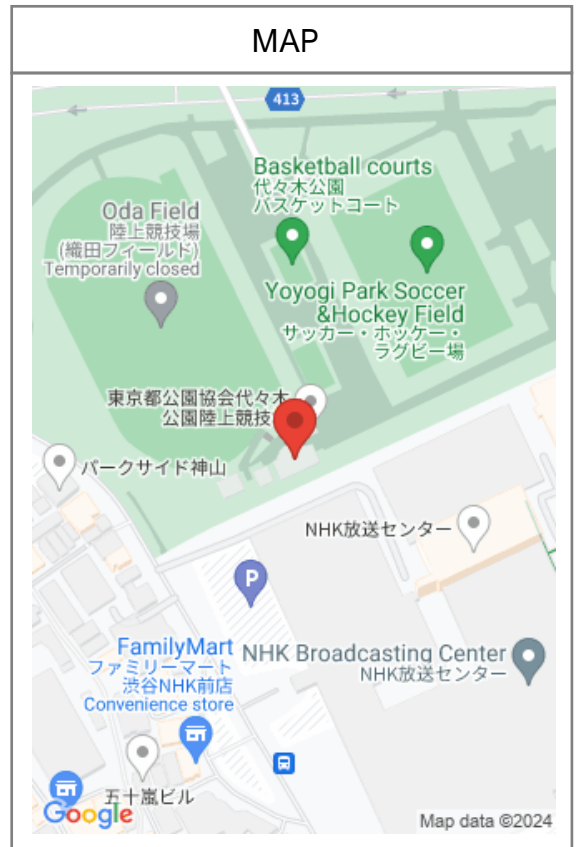 MAP
413
Basketball courts
代々木公園
バスケットコート
Oda Field
陸上競技場
(織田フィールド)
Temporarily closed
Yoyogi Park Soccer
&Hockey Field
サッカー・ホッケー・
ラグビー場
東京都公園協会代々木
公園陸上競技
パークサイド神山
NHK放送センター
P
FamilyMart
ファミリーマート
渋谷NHK前店
Convenience store
NHK Broadcasting Center
NHK放送センター
五十嵐ビル
Google
Map data ©2024